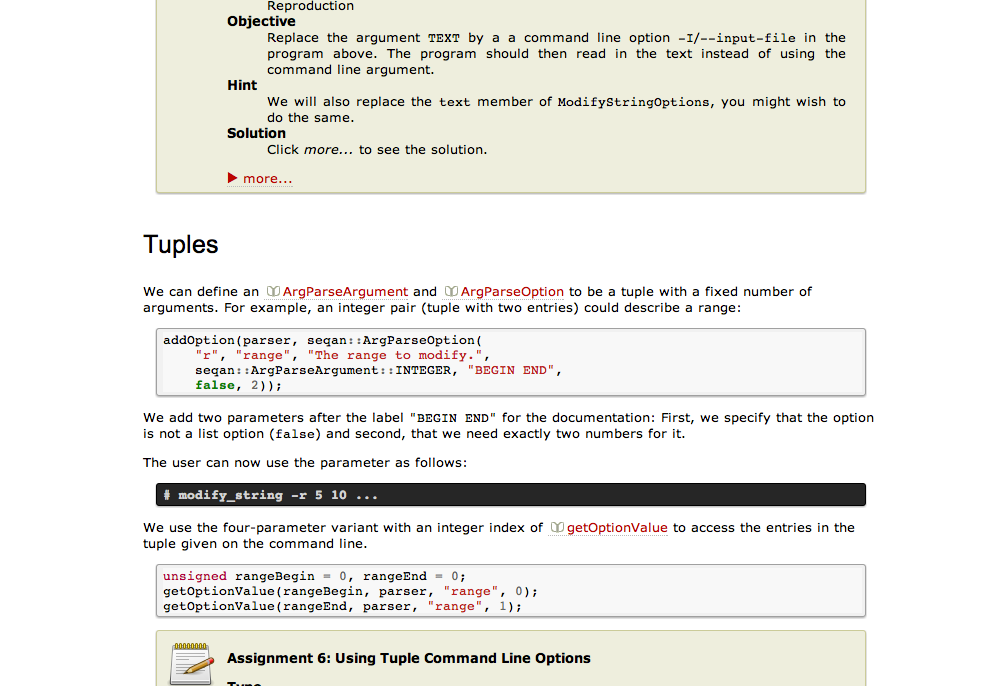 Reproduction
Objective
Replace the argument TEXT by a a command line option -I/--input-file in the
program above. The program should then read in the text instead of using the
command line argument.
Hint
We will also replace the text member of ModifyStringOptions, you might wish to
do the same.
Solution
Click more... to see the solution.
more...
Tuples
We can define an ArgParseArgument and ArgParseOption to be a tuple with a fixed number of
arguments. For example, an integer pair (tuple with two entries) could describe a range:
addOption(parser, seqan::ArgParseOption(
"r", "range", "The range to modify.",
seqan::ArgParseArgument::INTEGER, "BEGIN END",
false, 2));
We add two parameters after the label "BEGIN END" for the documentation: First, we specify that the option
is not a list option (false) and second, that we need exactly two numbers for it.
The user can now use the parameter as follows:
# modify_string -r 5 10 ...
We use the four-parameter variant with an integer index of getOptionValue to access the entries in the
tuple given on the command line.
unsigned rangeBegin = 0, rangeEnd = 0;
getOptionValue(rangeBegin, parser, "range", 0);
getOptionValue(rangeEnd, parser, "range", 1);
Assignment 6: Using Tuple Command Line Options
Type